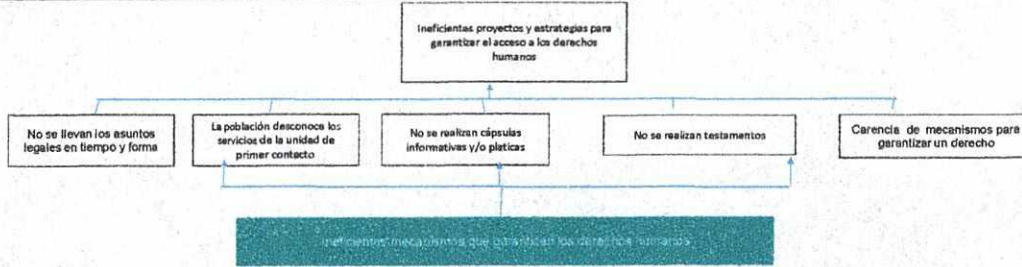 Ineficientes proyectos y estrategias para
garantizar el acceso a los derechos
humanos
No se llevan los asuntos
legales en tiempo y forma
La población desconoce los
servicios de la unidad de
primer contacto
No se realizan cápsulas
informativas y/o platicas
No se realizan testamentos
Carencia de mecanismos para
garantizar un derecho
Ineficientes mecanismos que garantizan los derechos humanos